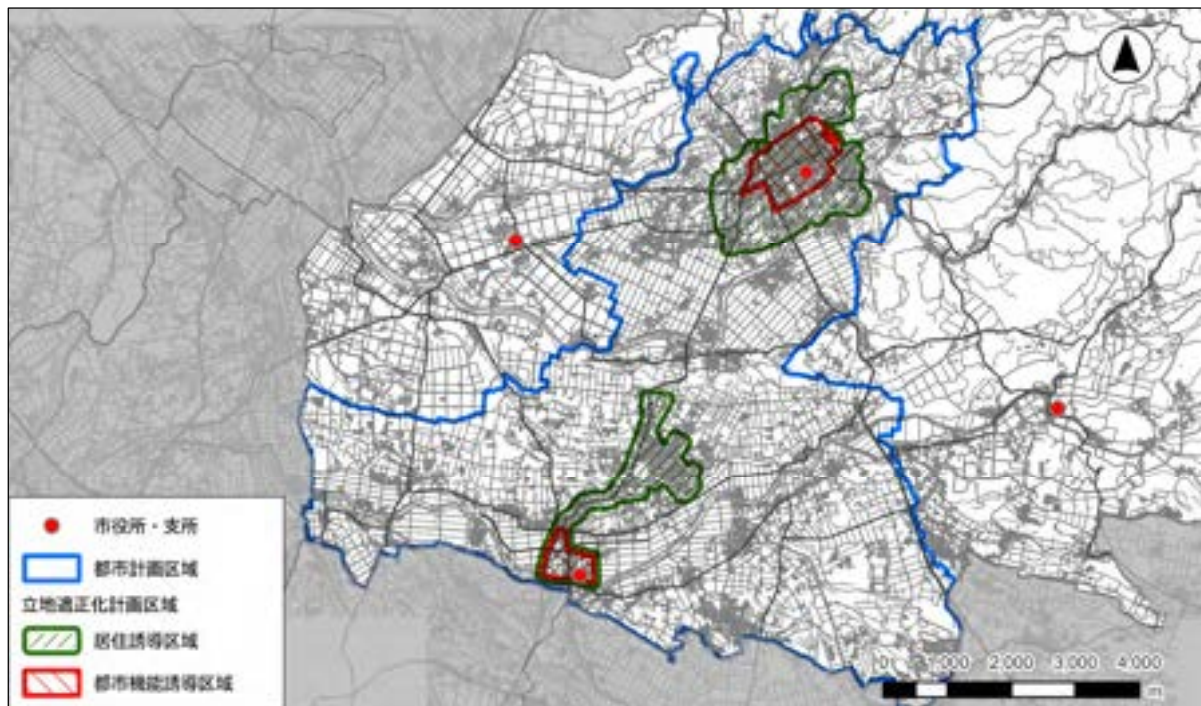 市役所・支所
都市計画区域
立地適正化計画区域
居住誘導区域
都市機能誘導区域
0 1,000 2,000 3,000 4,000
m